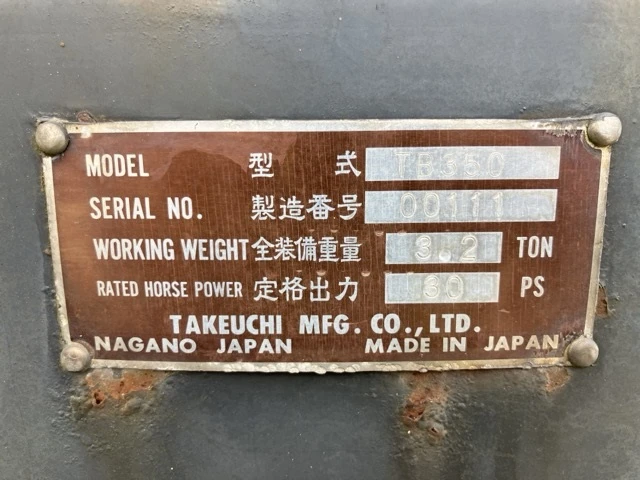 MODEL 型式 TB350
SERIAL NO. 製造番号 00111
WORKING WEIGHT 全装備重量 3.2 TON
RATED HORSE POWER 定格出力 30 PS
TAKEUCHI MFG. CO., LTD.
NAGANO JAPAN MADE IN JAPAN